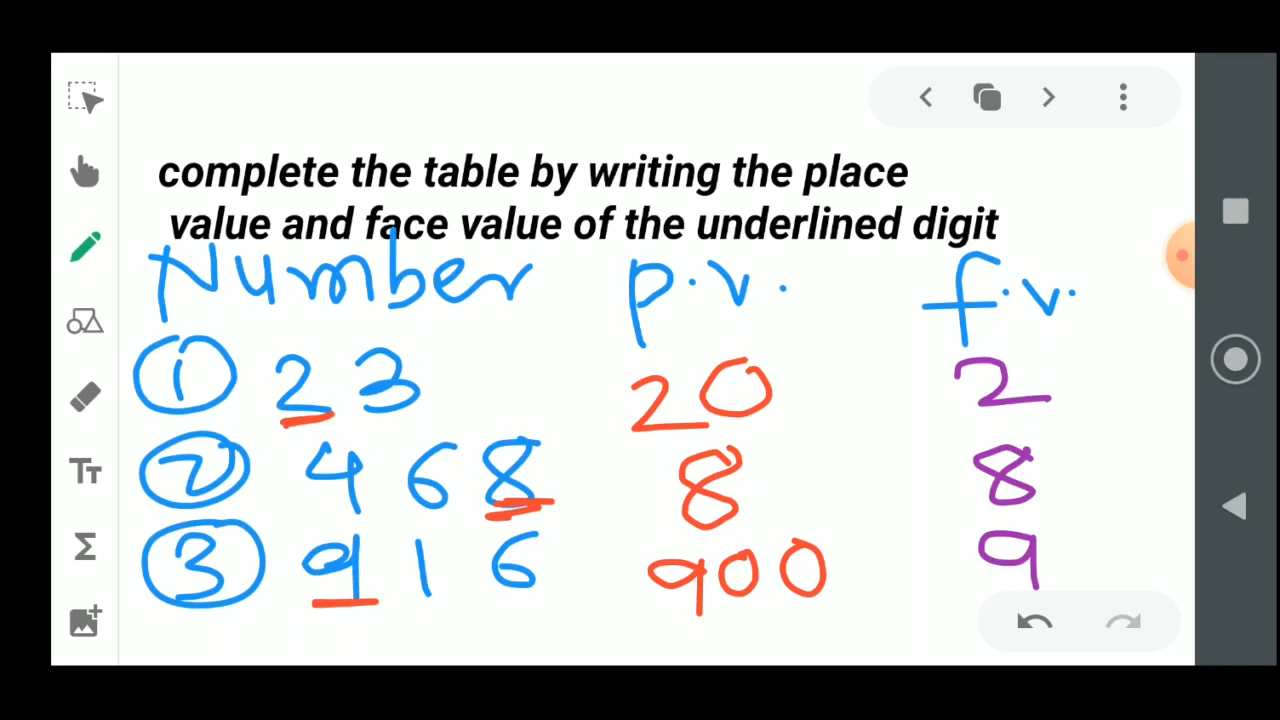 complete the table by writing the place
value and face value of the underlined digit
Number p.v. f.v.
1 23 20 2
2 468 8 8
3 916 900 9
TT
Σ